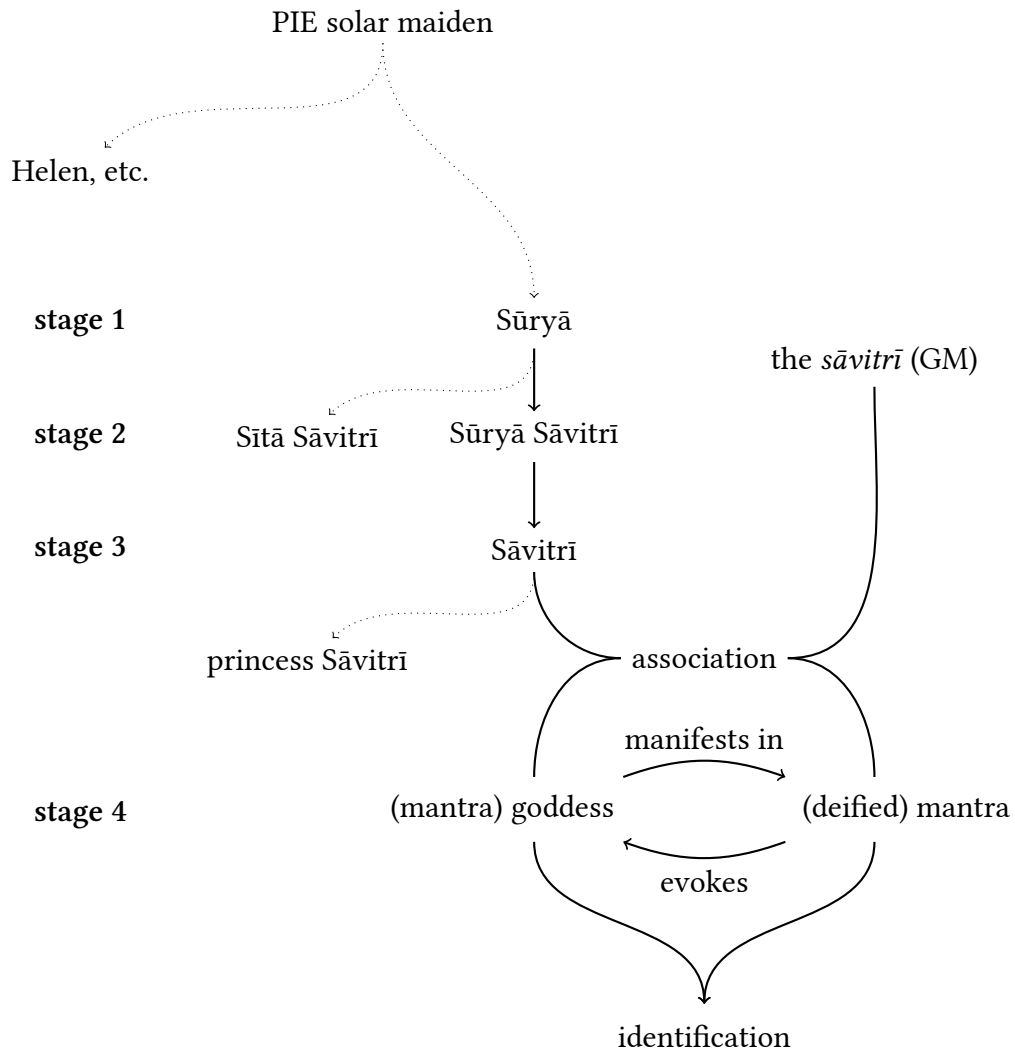 PIE solar maiden
Helen, etc.
stage 1
Sūryā
the sāvitrī (GM)
stage 2
Sītā Sāvitrī
Sūryā Sāvitrī
stage 3
Sāvitrī
princess Sāvitrī
association
manifests in
stage 4
(mantra) goddess
(deified) mantra
evokes
identification